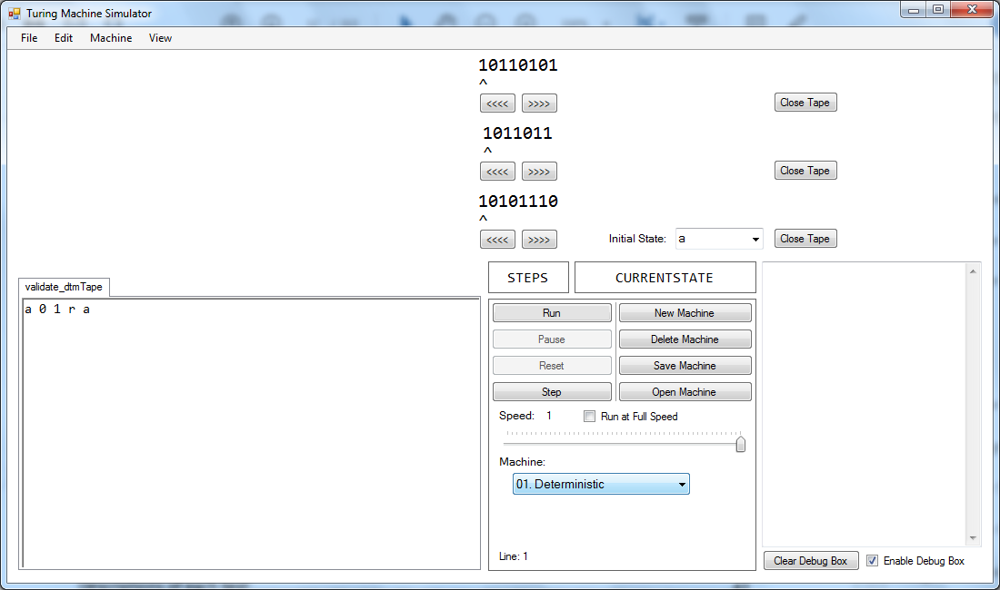 Turing Machine Simulator
File Edit Machine View
10110101
^
<<<< >>>> Close Tape
1011011
^
<<<< >>>> Close Tape
10101110
^
<<<< >>>> Initial State: a Close Tape
validate_dtmTape
a 0 1 r a
STEPS CURRENTSTATE
Run New Machine
Pause Delete Machine
Reset Save Machine
Step Open Machine
Speed: 1 Run at Full Speed
Machine:
01. Deterministic
Line: 1
Clear Debug Box Enable Debug Box